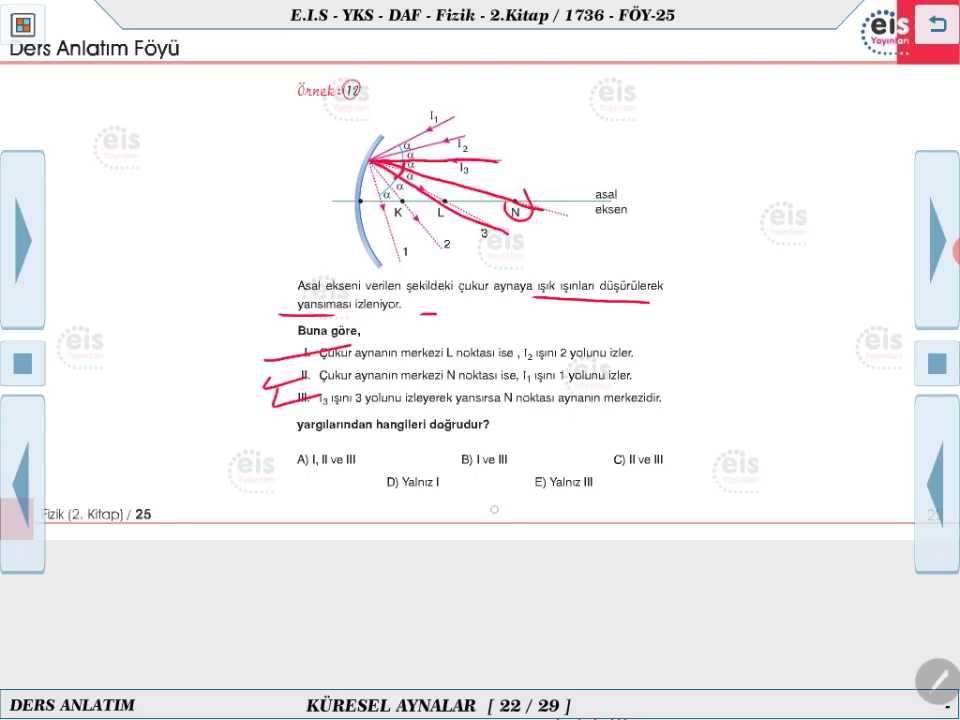 E.I.S - YKS - DAF - Fizik - 2.Kitap / 1736 - FÖY-25
Ders Anlatım Föyü
eis
Yayınları
Örnek: 12
I1
I2
I3
α
α
α
α
α
α
K
L
N
asal
eksen
1
2
3
Asal ekseni verilen şekildeki çukur aynaya ışık ışınları düşürülerek
yansıması izleniyor.
Buna göre,
I. Çukur aynanın merkezi L noktası ise , I2 ışını 2 yolunu izler.
II. Çukur aynanın merkezi N noktası ise, I1 ışını 1 yolunu izler.
III. I3 ışını 3 yolunu izleyerek yansırsa N noktası aynanın merkezidir.
yargılarından hangileri doğrudur?
A) I, II ve III
B) I ve III
C) II ve III
D) Yalnız I
E) Yalnız III
Fizik (2. Kitap) / 25
DERS ANLATIM
KÜRESEL AYNALAR [ 22 / 29 ]
-